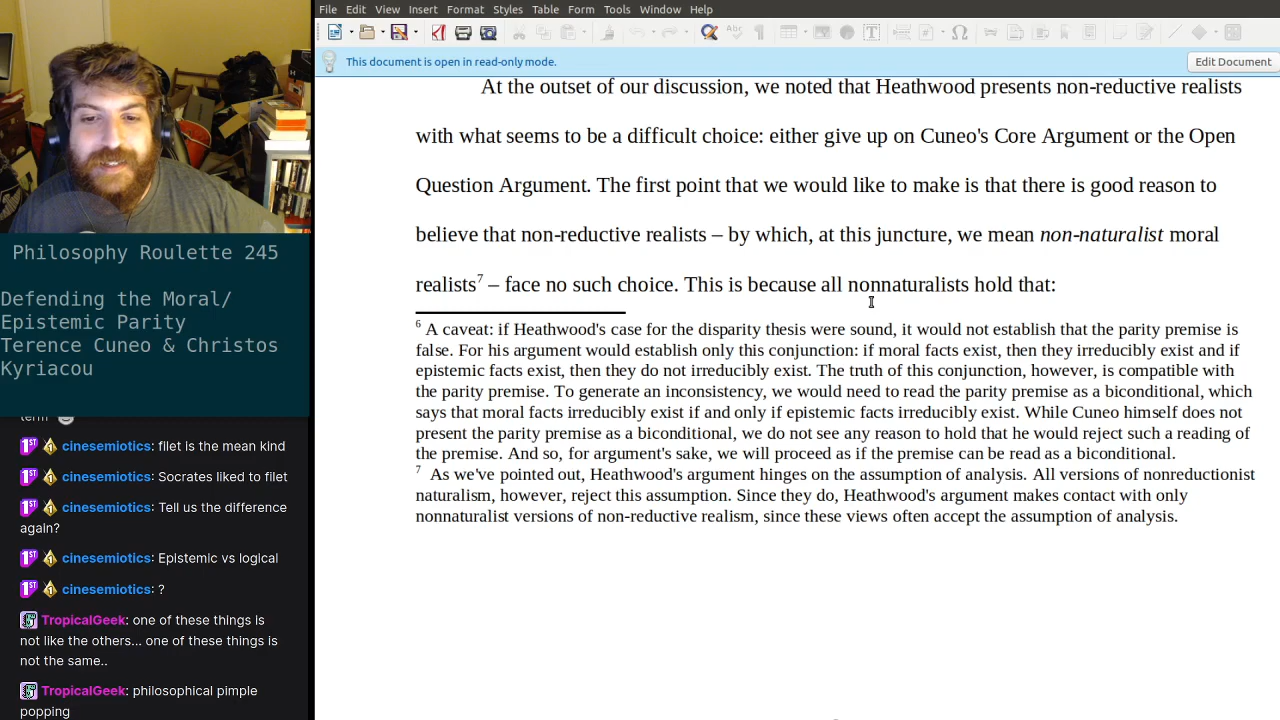 File Edit View Insert Format Styles Table Form Tools Window Help
This document is open in read-only mode.
Edit Document
At the outset of our discussion, we noted that Heathwood presents non-reductive realists
with what seems to be a difficult choice: either give up on Cuneo's Core Argument or the Open
Question Argument. The first point that we would like to make is that there is good reason to
believe that non-reductive realists – by which, at this juncture, we mean non-naturalist moral
realists7 – face no such choice. This is because all nonnaturalists hold that:
6 A caveat: if Heathwood's case for the disparity thesis were sound, it would not establish that the parity premise is
false. For his argument would establish only this conjunction: if moral facts exist, then they irreducibly exist and if
epistemic facts exist, then they do not irreducibly exist. The truth of this conjunction, however, is compatible with
the parity premise. To generate an inconsistency, we would need to read the parity premise as a biconditional, which
says that moral facts irreducibly exist if and only if epistemic facts irreducibly exist. While Cuneo himself does not
present the parity premise as a biconditional, we do not see any reason to hold that he would reject such a reading of
the premise. And so, for argument's sake, we will proceed as if the premise can be read as a biconditional.
7 As we've pointed out, Heathwood's argument hinges on the assumption of analysis. All versions of nonreductionist
naturalism, however, reject this assumption. Since they do, Heathwood's argument makes contact with only
nonnaturalist versions of non-reductive realism, since these views often accept the assumption of analysis.
Philosophy Roulette 245
Defending the Moral/
Epistemic Parity
Terence Cuneo & Christos
Kyriacou
term
1ST cinesemiotics: filet is the mean kind
1ST cinesemiotics: Socrates liked to filet
1ST cinesemiotics: Tell us the difference
again?
1ST cinesemiotics: Epistemic vs logical
1ST cinesemiotics: ?
TropicalGeek: one of these things is
not like the others... one of these things is
not the same..
TropicalGeek: philosophical pimple
popping